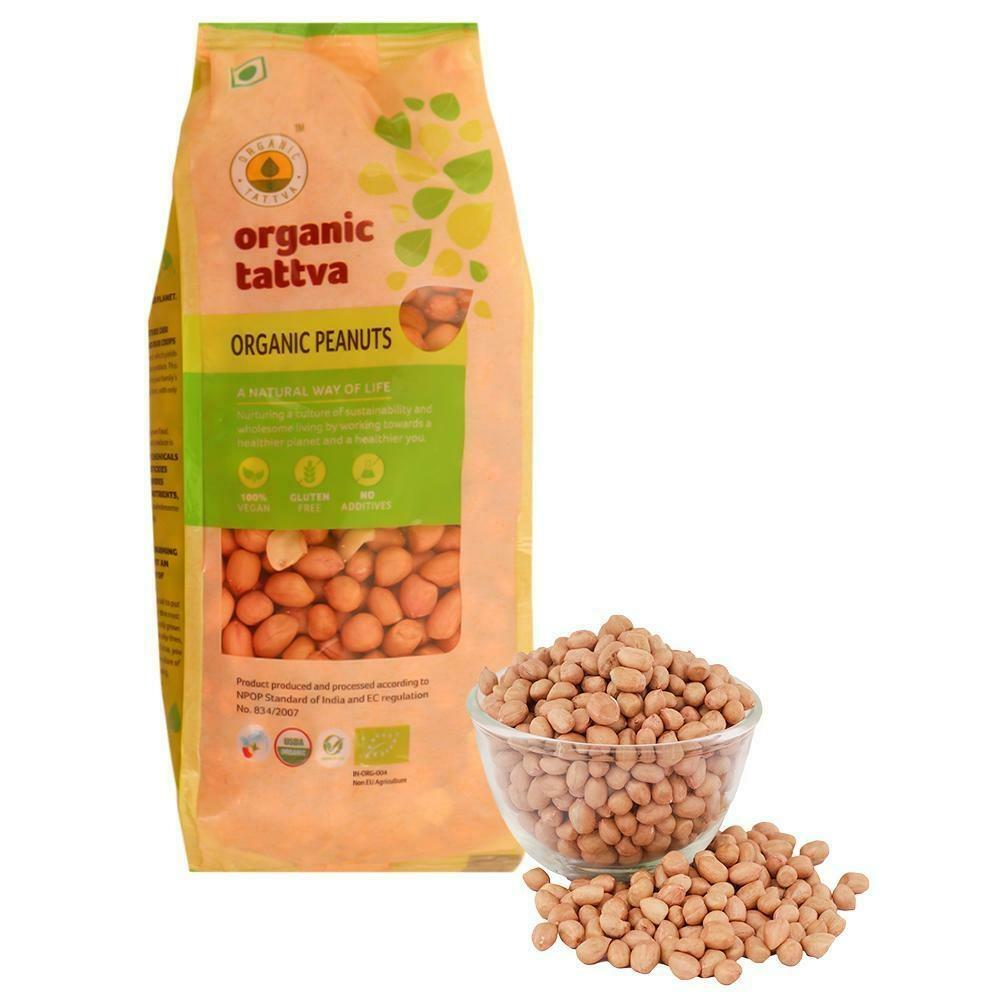 ORGANIC
TATTVA
TM
organic
tattva
ORGANIC PEANUTS
A NATURAL WAY OF LIFE
Nurturing a culture of sustainability and
wholesome living by working towards a
healthier planet and a healthier you.
100%
VEGAN
GLUTEN
FREE
NO
ADDITIVES
Product produced and processed according to
NPOP Standard of India and EC regulation
No. 834/2007
USDA
ORGANIC
IN-ORG-004
Non EU Agriculture
PLANET.